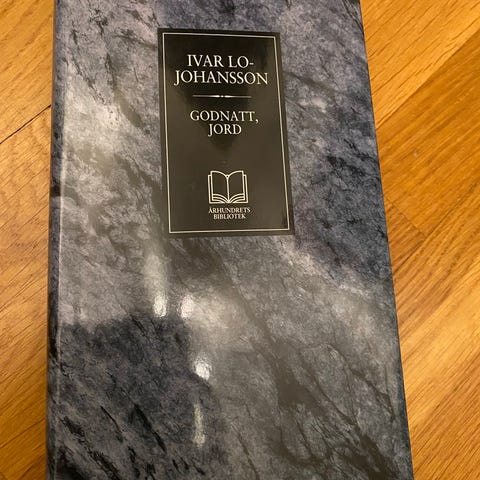 IVAR LO-
JOHANSSON
GODNATT,
JORD
ÅRHUNDRETS
BIBLIOTEK